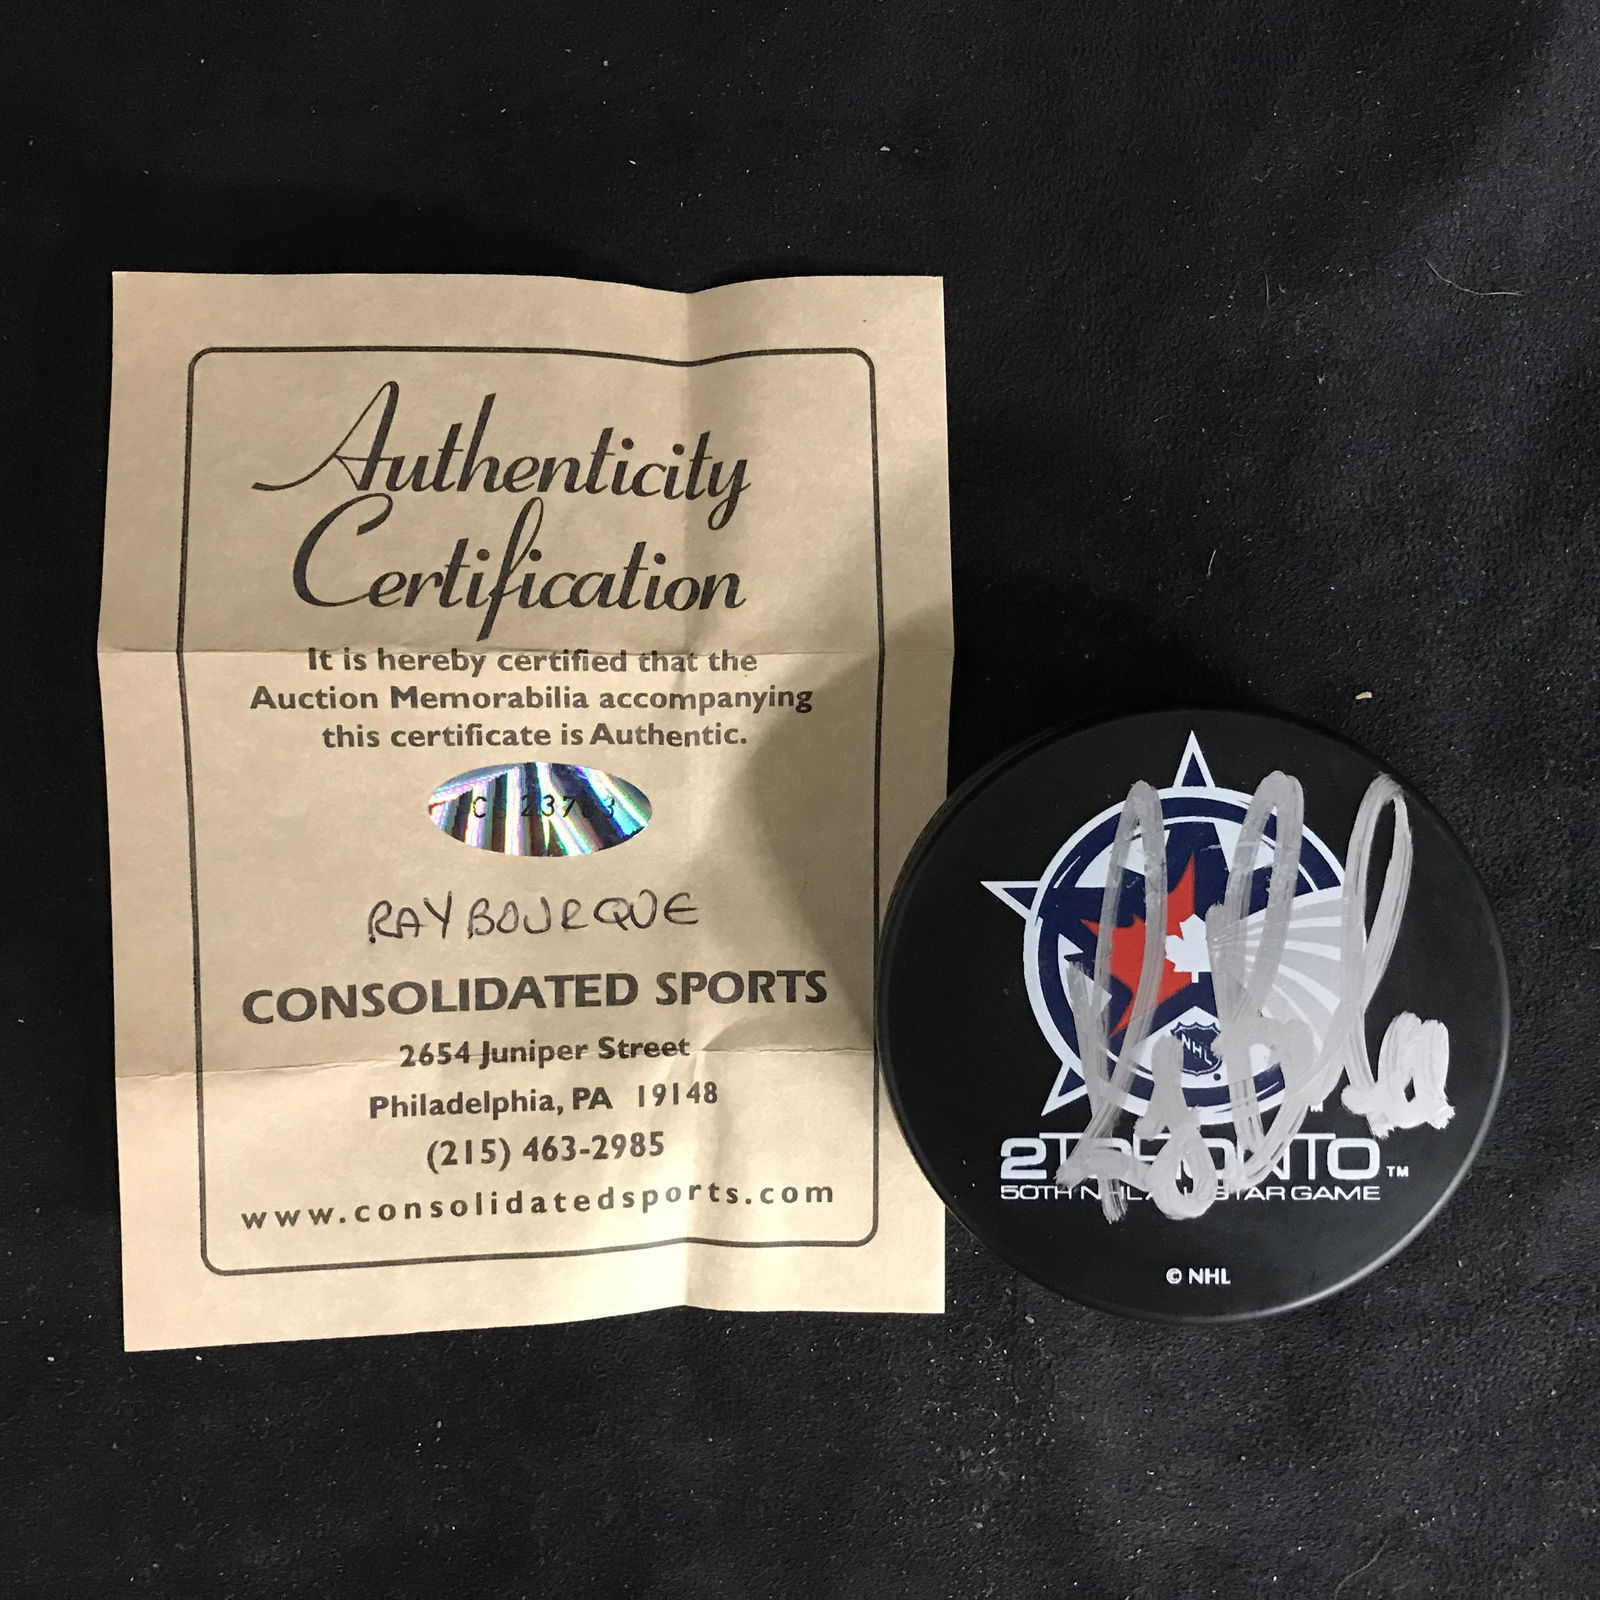 Authenticity
Certification
It is hereby certified that the
Auction Memorabilia accompanying
this certificate is Authentic.
RAY BOURQUE
CONSOLIDATED SPORTS
2654 Juniper Street
Philadelphia, PA 19148
(215) 463-2985
www.consolidatedsports.com
NHL
TM
2TORONTO™
50TH NHL ALL STAR GAME
© NHL